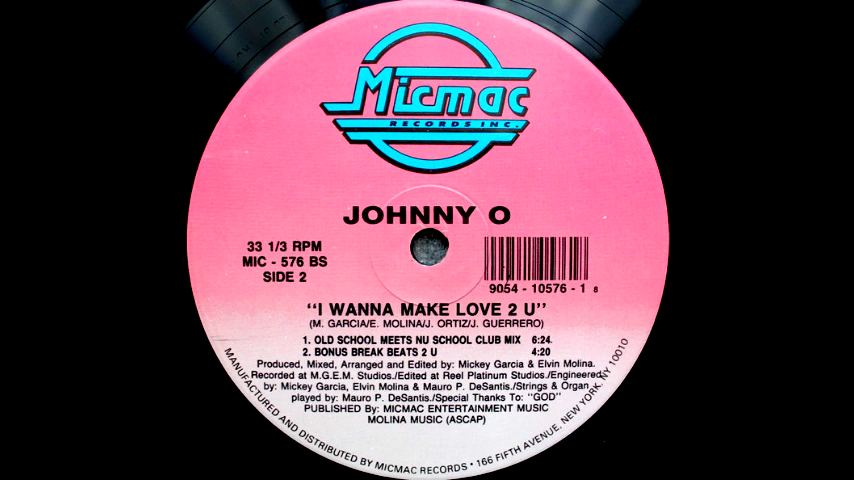 Micmac
RECORDS INC.
JOHNNY O
33 1/3 RPM
MIC - 576 BS
SIDE 2
9054 - 10576 - 1 8
"I WANNA MAKE LOVE 2 U"
(M. GARCIA/E. MOLINA/J. ORTIZ/J. GUERRERO)
1. OLD SCHOOL MEETS NU SCHOOL CLUB MIX 6:24
2. BONUS BREAK BEATS 2 U 4:20
Produced, Mixed, Arranged and Edited by: Mickey Garcia & Elvin Molina.
Recorded at M.G.E.M. Studios./Edited at Reel Platinum Studios./Engineered
by: Mickey Garcia, Elvin Molina & Mauro P. DeSantis./Strings & Organ
played by: Mauro P. DeSantis./Special Thanks To: "GOD"
PUBLISHED By: MICMAC ENTERTAINMENT MUSIC
MOLINA MUSIC (ASCAP)
MANUFACTURED AND DISTRIBUTED BY MICMAC RECORDS • 166 FIFTH AVENUE, NEW YORK, NY 10010